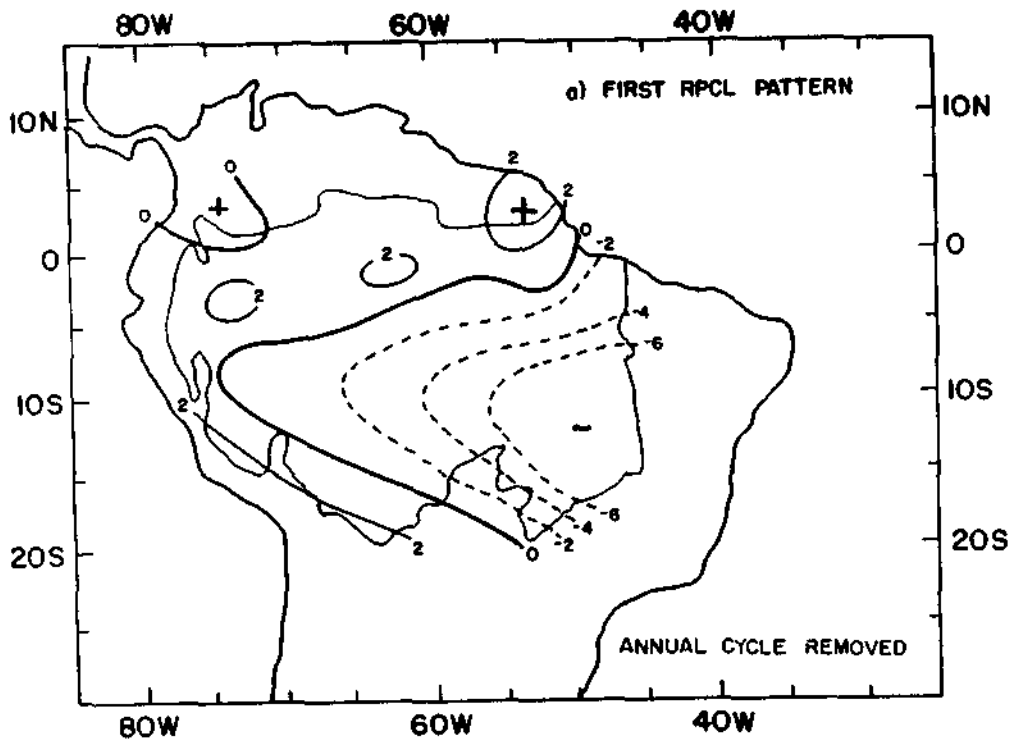 80W 60W 40W
a) FIRST RPCL PATTERN
10N 10N
2
0
2
+ +
0
0
-2
0 0
2
2
-4
-6
10S 10S
2
-
-6
-4
-2
2
0
20S 20S
ANNUAL CYCLE REMOVED
80W 60W 40W